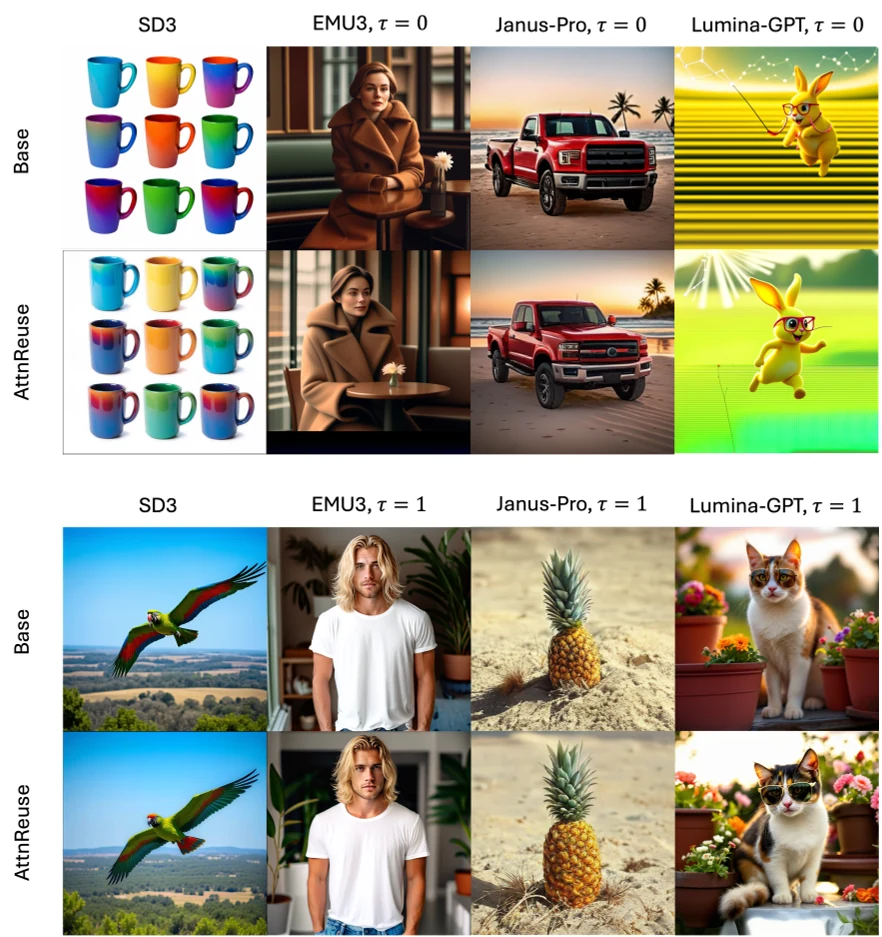 SD3 EMU3, τ = 0 Janus-Pro, τ = 0 Lumina-GPT, τ = 0
Base
AttnReuse
SD3 EMU3, τ = 1 Janus-Pro, τ = 1 Lumina-GPT, τ = 1
Base
AttnReuse